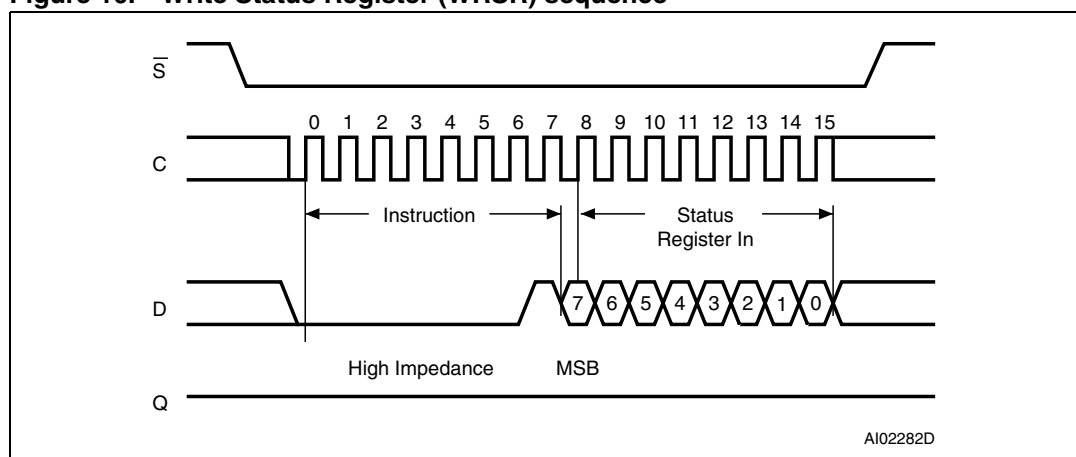 Figure 10. Write Status Register (WRSR) sequence
S
0 1 2 3 4 5 6 7 8 9 10 11 12 13 14 15
C
Instruction
Status
Register In
D
7 6 5 4 3 2 1 0
High Impedance
MSB
Q
AI02282D